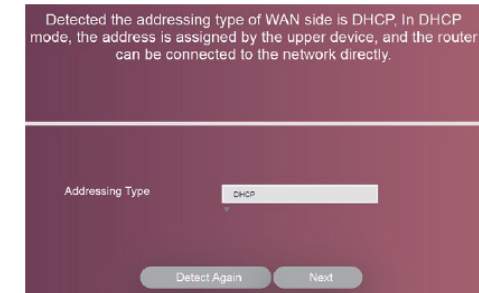 Detected the addressing type of WAN side is DHCP, In DHCP
mode, the address is assigned by the upper device, and the router
can be connected to the network directly.
Addressing Type
DHCP
Detect Again
Next